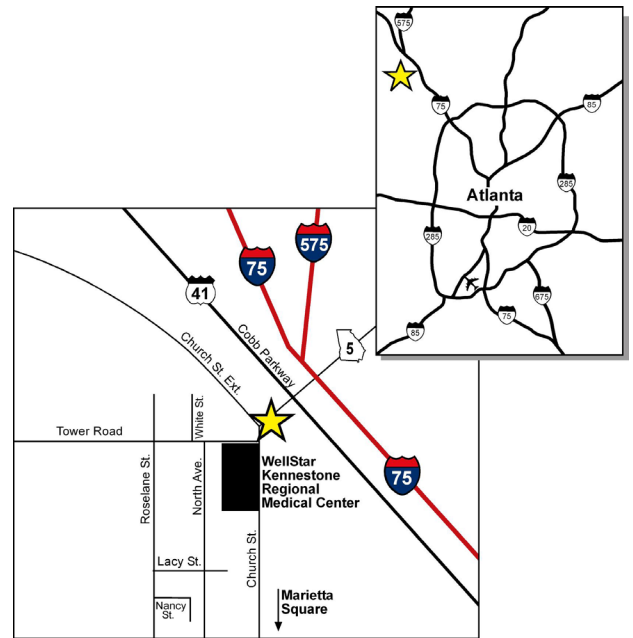 575
75
85
Atlanta
285
285
20
675
85
75
75
575
41
5
Church St. Ext.
Cobb Parkway
White St.
Tower Road
Roselane St.
North Ave.
WellStar
Kennestone
Regional
Medical Center
75
Church St.
Lacy St.
Nancy
St.
Marietta
Square